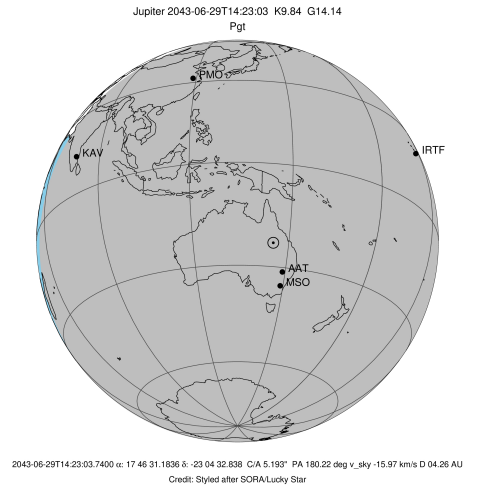 Jupiter 2043-06-29T14:23:03 K9.84 G14.14
Pgt
PMO
KAV
IRTF
AAT
MSO
2043-06-29T14:23:03.7400 α: 17 46 31.1836 δ: -23 04 32.838 C/A 5.193" PA 180.22 deg v_sky -15.97 km/s D 04.26 AU
Credit: Styled after SORA/Lucky Star